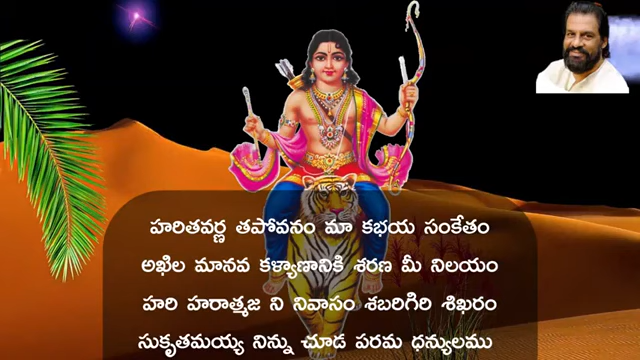 హరితవర్ణ తపోవనం మా కభయ సంకేతం
అఖిల మానవ కళ్యాణానికి శరణ మీ నిలయం
హరి హరాత్మజ ని నివాసం శబరిగిరి శిఖరం
సుకృతమయ్య నిన్ను చూడ పరమ ధన్యులము